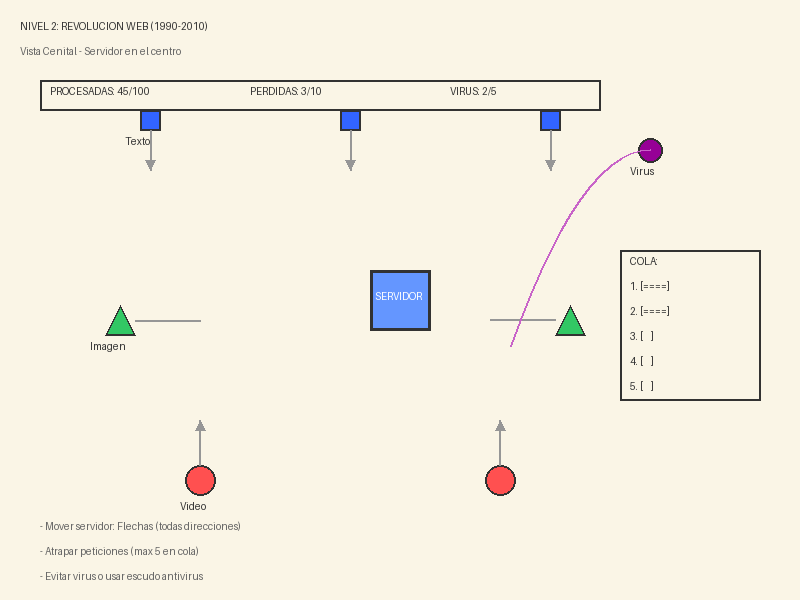 NIVEL 2: REVOLUCION WEB (1990-2010)
Vista Cenital - Servidor en el centro
PROCESADAS: 45/100 PERDIDAS: 3/10 VIRUS: 2/5
Texto
Virus
COLA:
1. [====]
2. [====]
3. [ ]
4. [ ]
5. [ ]
SERVIDOR
Imagen
Video
- Mover servidor: Flechas (todas direcciones)
- Atrapar peticiones (max 5 en cola)
- Evitar virus o usar escudo antivirus